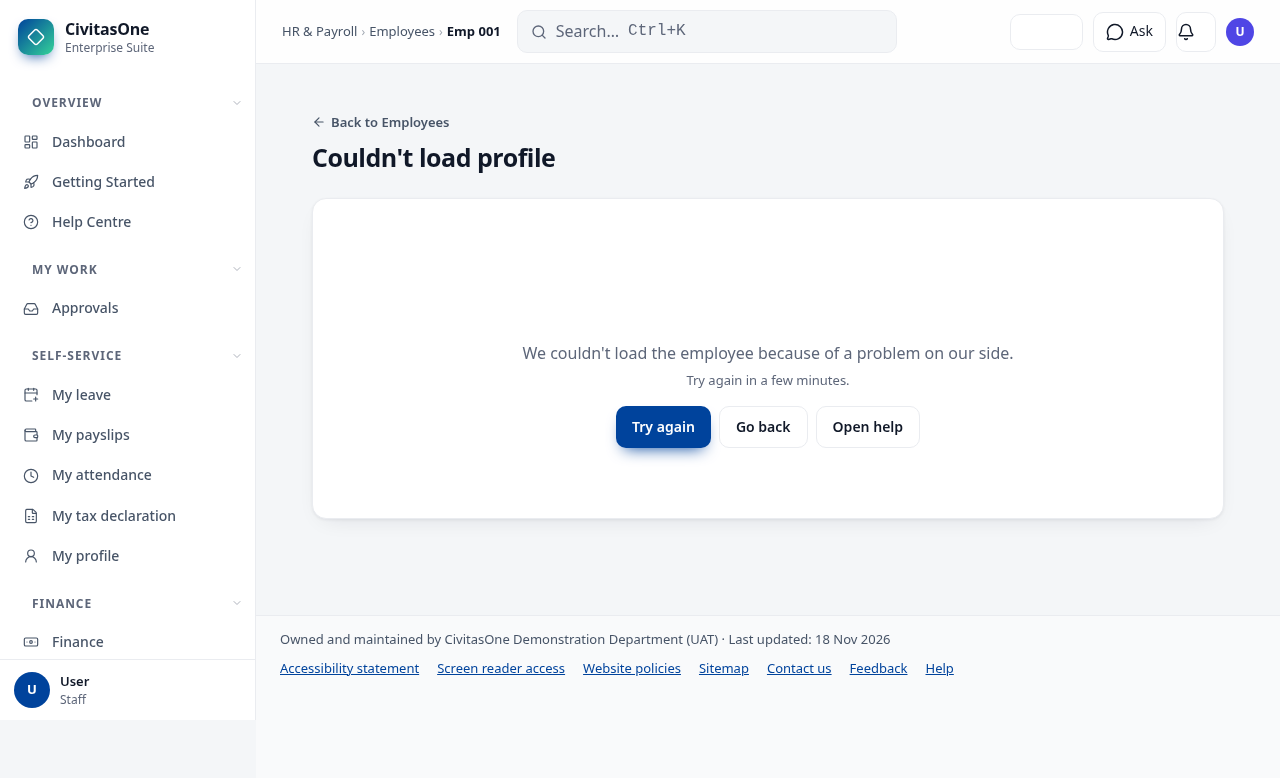 CivitasOne
Enterprise Suite
OVERVIEW
Dashboard
Getting Started
Help Centre
MY WORK
Approvals
SELF-SERVICE
My leave
My payslips
My attendance
My tax declaration
My profile
FINANCE
Finance
U
User
Staff
HR & Payroll › Employees › Emp 001
Search... Ctrl+K
Ask
U
Back to Employees
Couldn't load profile
We couldn't load the employee because of a problem on our side.
Try again in a few minutes.
Try again
Go back
Open help
Owned and maintained by CivitasOne Demonstration Department (UAT) · Last updated: 18 Nov 2026
Accessibility statement Screen reader access Website policies Sitemap Contact us Feedback Help